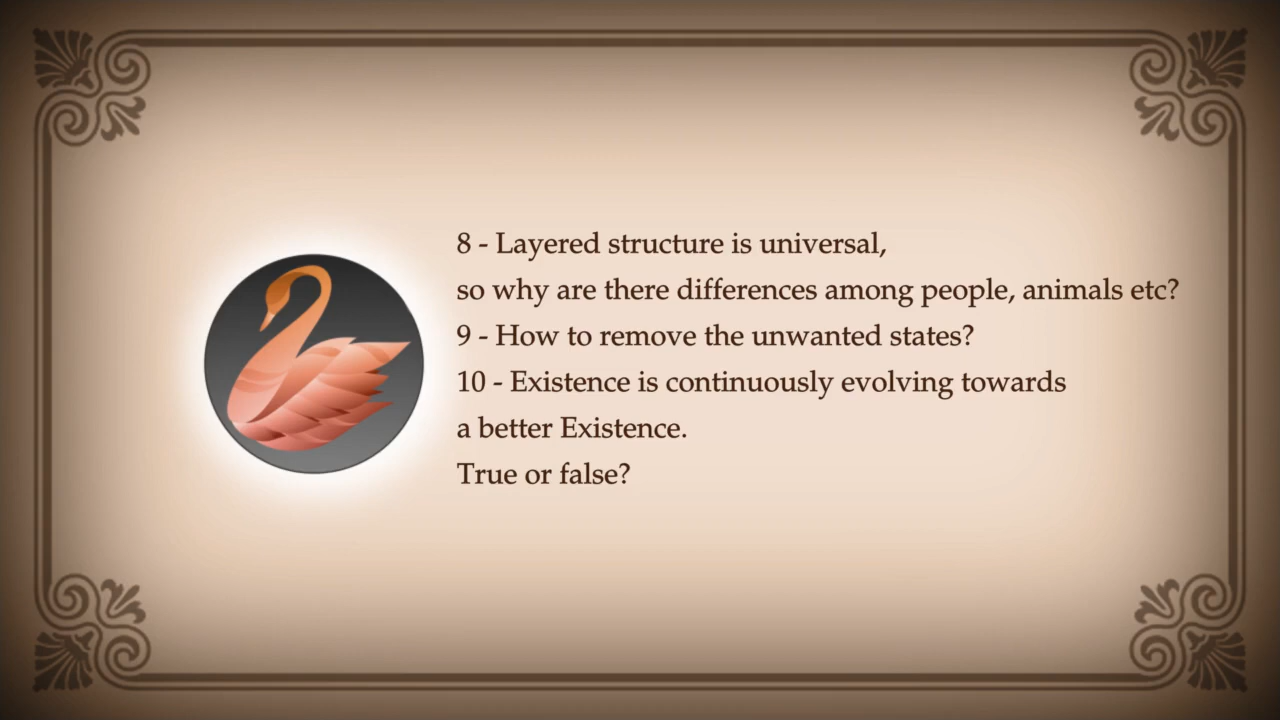 8 - Layered structure is universal,
so why are there differences among people, animals etc?
9 - How to remove the unwanted states?
10 - Existence is continuously evolving towards
a better Existence.
True or false?